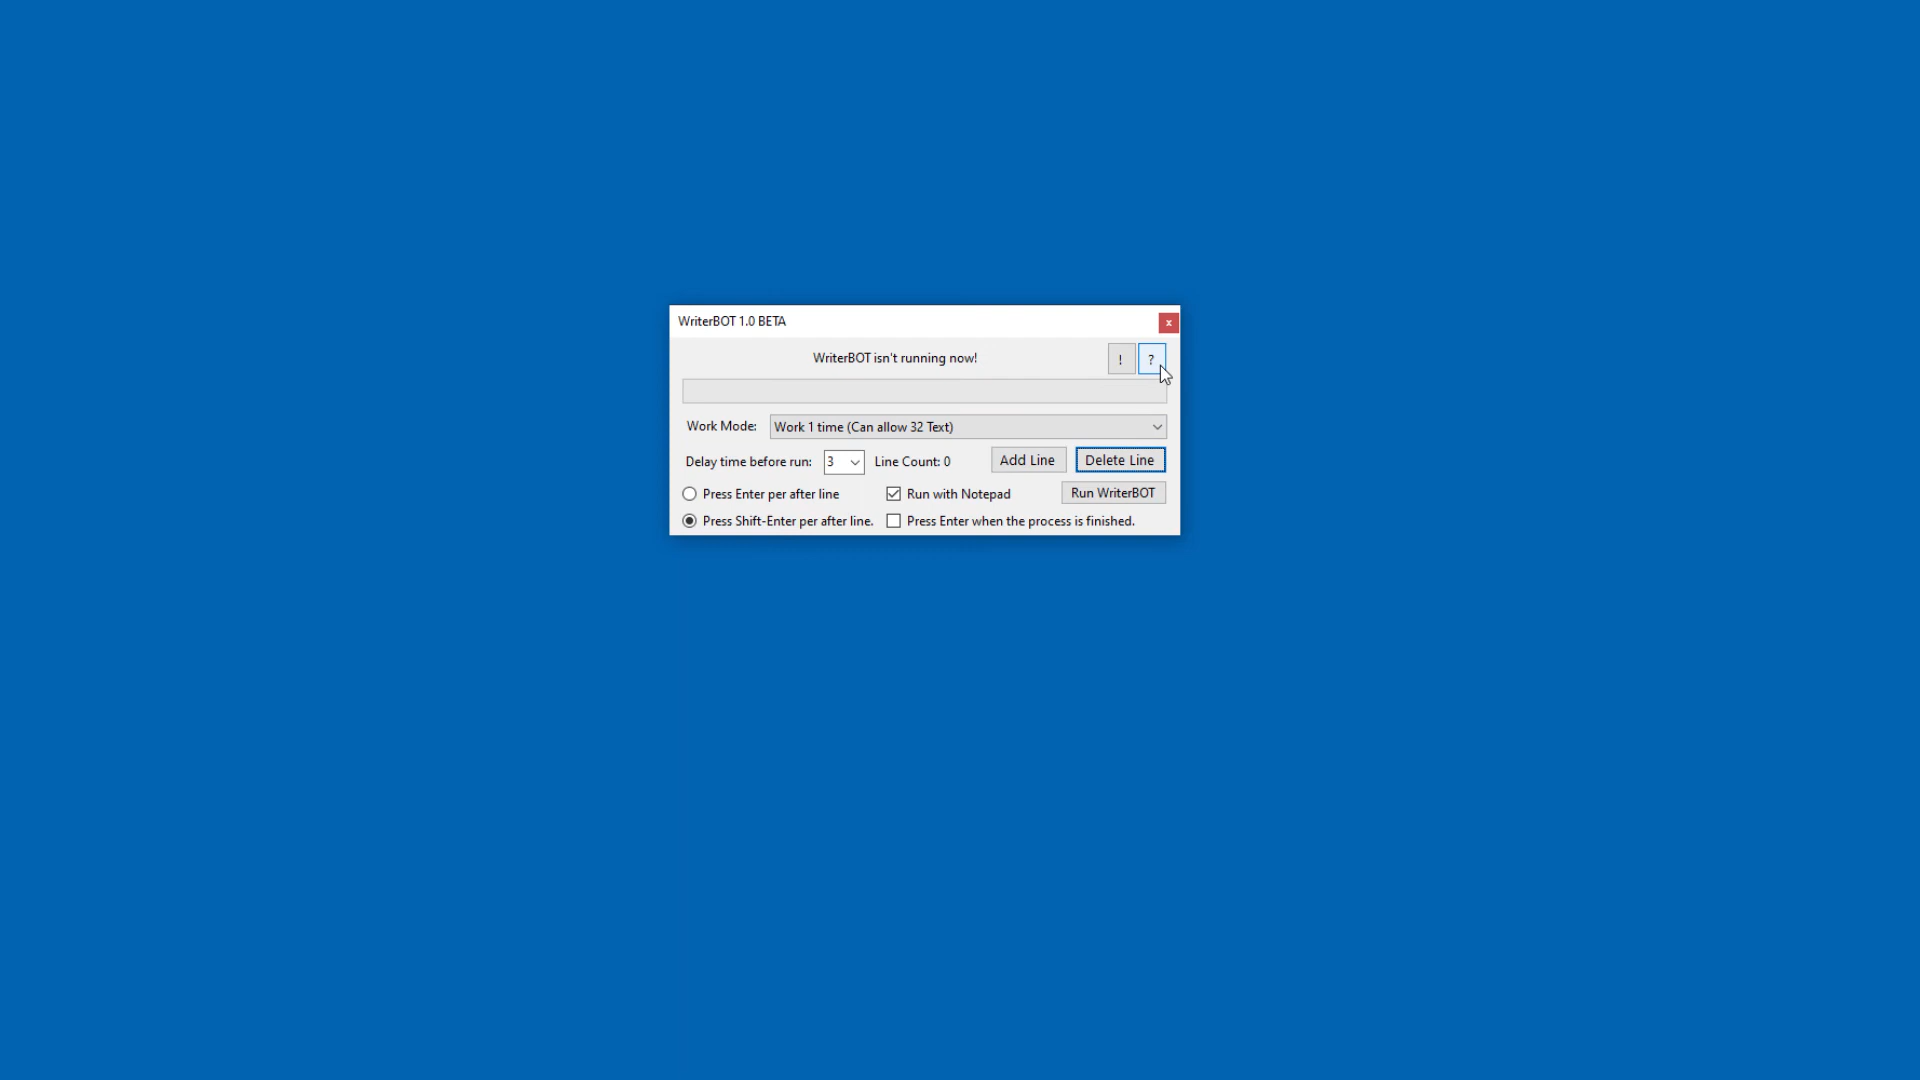 WriterBOT 1.0 BETA
x
WriterBOT isn't running now!
!
?
Work Mode:
Work 1 time (Can allow 32 Text)
Delay time before run:
3
Line Count: 0
Add Line
Delete Line
Press Enter per after line
Run with Notepad
Run WriterBOT
Press Shift-Enter per after line.
Press Enter when the process is finished.